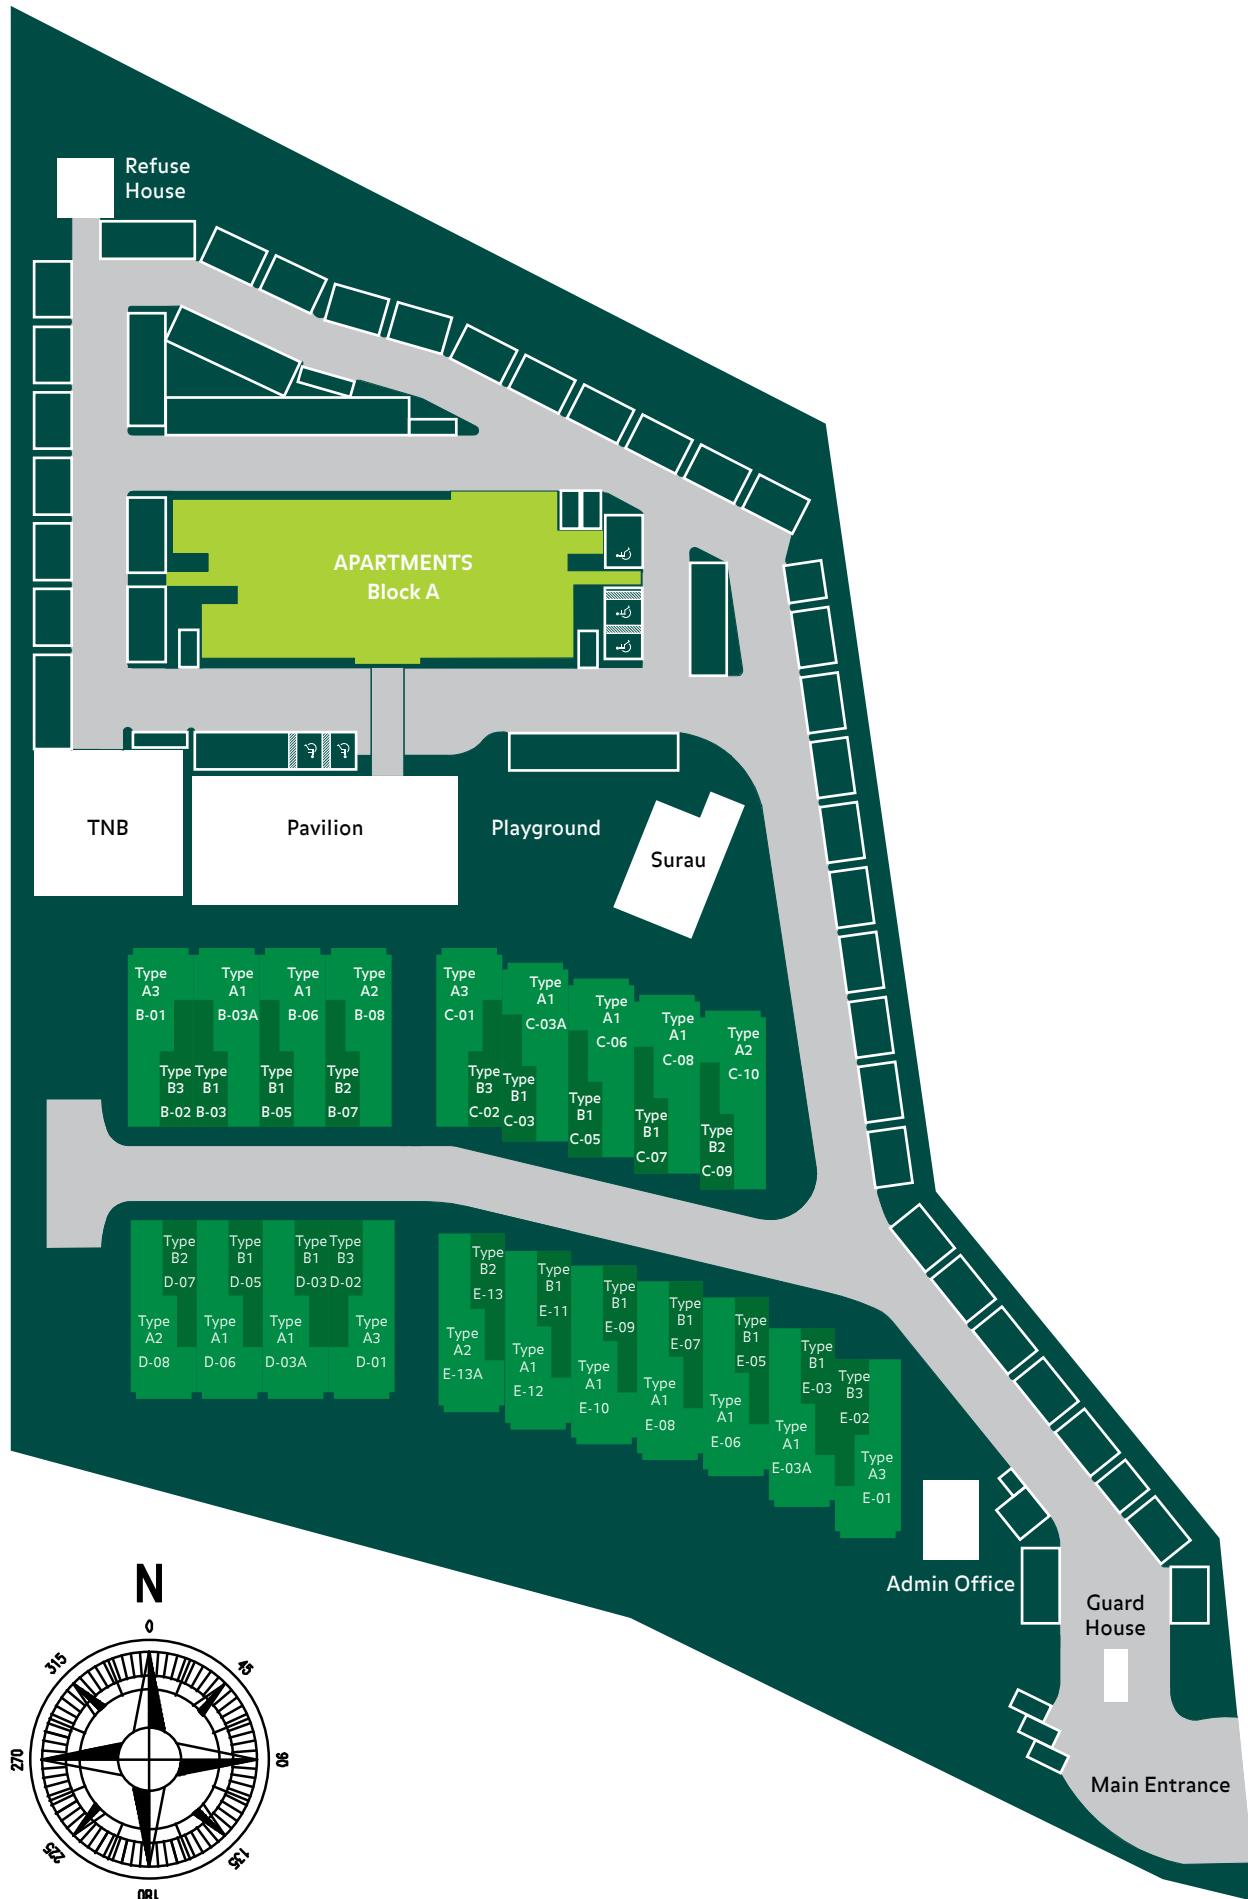 Refuse
House
APARTMENTS
Block A
TNB
Pavilion
Playground
Surau
Type
A3
B-01
Type
A1
B-03A
Type
A1
B-06
Type
A2
B-08
Type
B3
B-02
Type
B1
B-03
Type
B1
B-05
Type
B2
B-07
Type
A3
C-01
Type
A1
C-03A
Type
A1
C-06
Type
A1
C-08
Type
A2
C-10
Type
B3
C-02
Type
B1
C-03
Type
B1
C-05
Type
B1
C-07
Type
B2
C-09
Type
B2
D-07
Type
B1
D-05
Type
B1
D-03
Type
B3
D-02
Type
A2
D-08
Type
A1
D-06
Type
A1
D-03A
Type
A3
D-01
Type
B2
E-13
Type
B1
E-11
Type
B1
E-09
Type
B1
E-07
Type
B1
E-05
Type
B1
E-03
Type
B3
E-02
Type
A2
E-13A
Type
A1
E-12
Type
A1
E-10
Type
A1
E-08
Type
A1
E-06
Type
A1
E-03A
Type
A3
E-01
Admin Office
Guard
House
Main Entrance
N
0
45
90
135
180
225
270
315